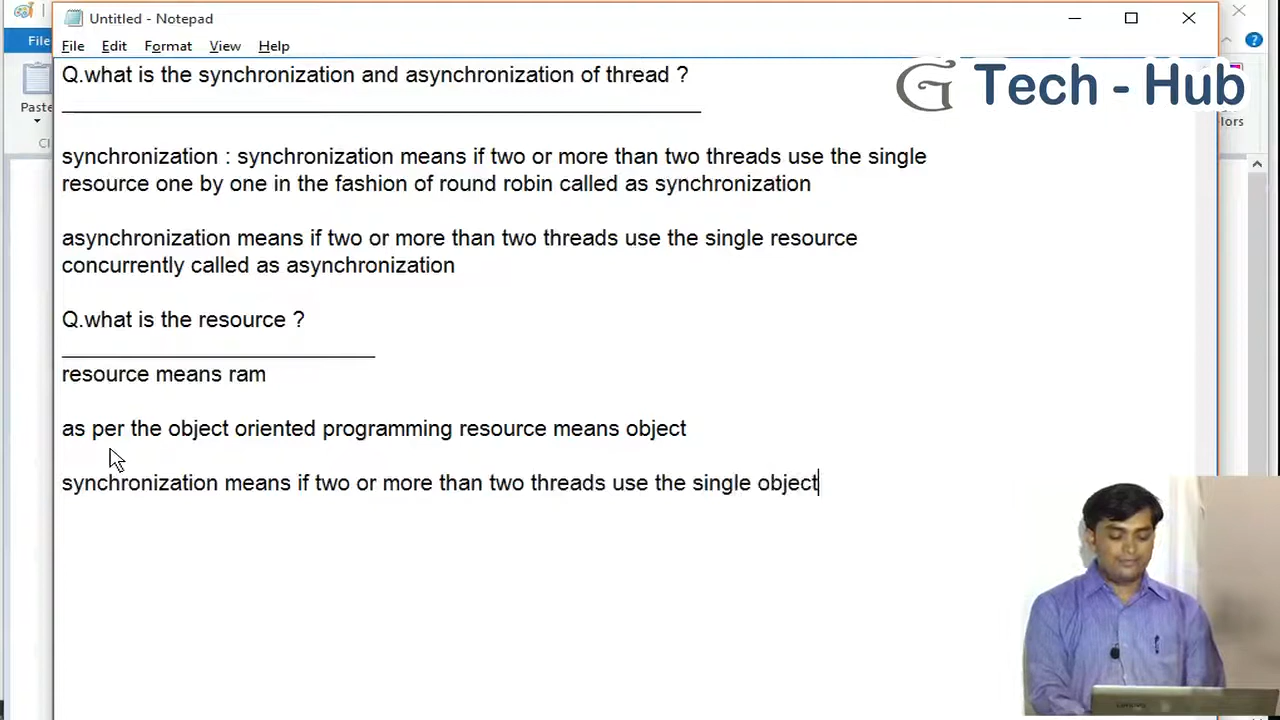 Untitled - Notepad
File
File Edit Format View Help
Q.what is the synchronization and asynchronization of thread ?
G Tech - Hub
Paste
lors
Cl
synchronization : synchronization means if two or more than two threads use the single
resource one by one in the fashion of round robin called as synchronization
asynchronization means if two or more than two threads use the single resource
concurrently called as asynchronization
Q.what is the resource ?
resource means ram
as per the object oriented programming resource means object
synchronization means if two or more than two threads use the single object